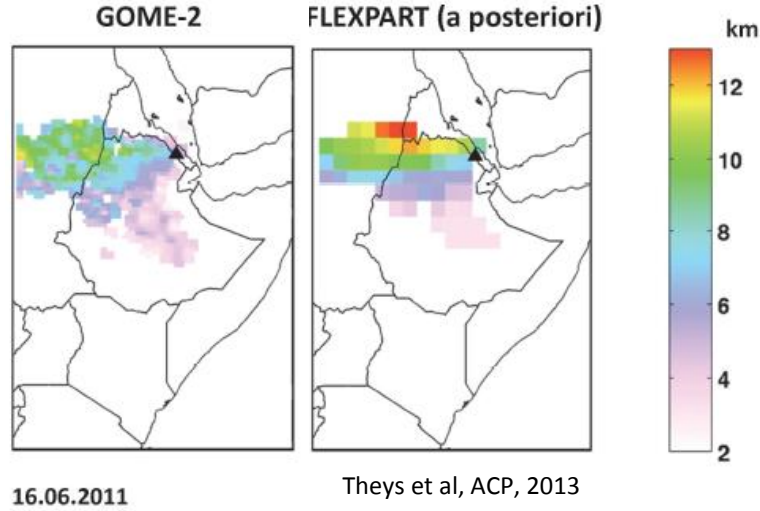 GOME-2
FLEXPART (a posteriori)
km
12
10
8
6
4
2
16.06.2011
Theys et al, ACP, 2013